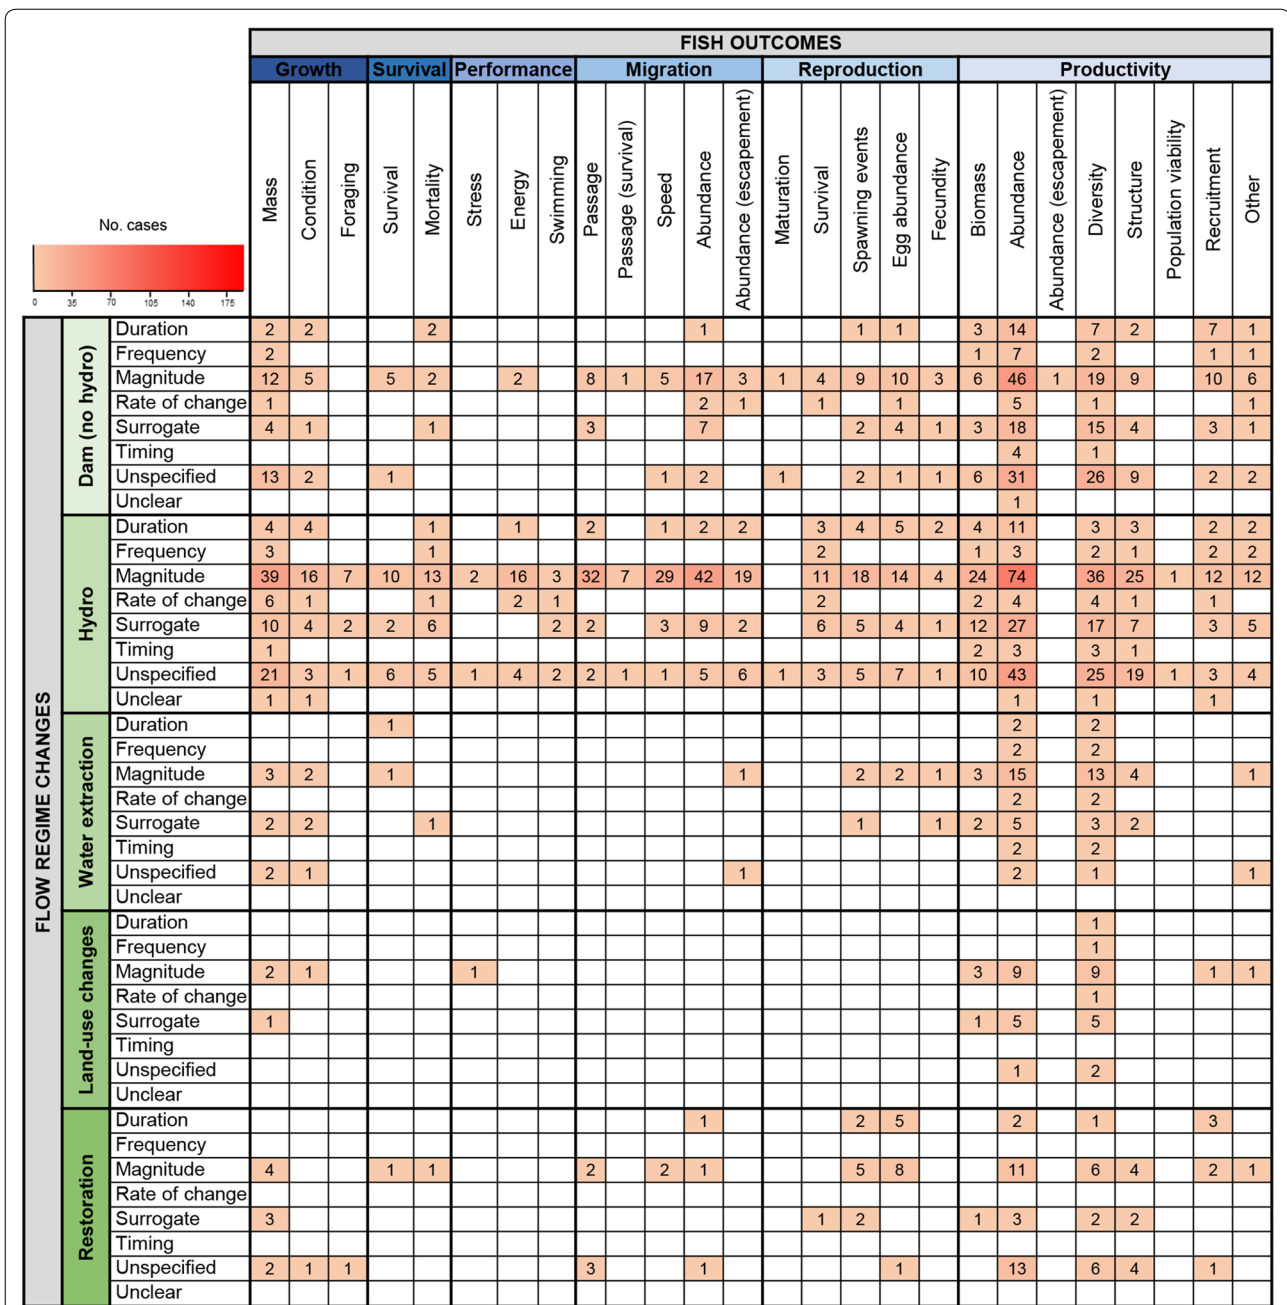 FISH OUTCOMES
Growth Survival Performance Migration Reproduction Productivity
Mass Condition Foraging Survival Mortality Stress Energy Swimming Passage Passage (survival) Speed Abundance Abundance (escapement) Maturation Survival Spawning events Egg abundance Fecundity Biomass Abundance Abundance (escapement) Diversity Structure Population viability Recruitment Other
No. cases
0 35 70 105 140 175
FLOW REGIME CHANGES
Dam (no hydro)
Duration 2 2 2 1 1 1 3 14 7 2 7 1
Frequency 2 1 7 2 1 1
Magnitude 12 5 5 2 2 8 1 5 17 3 1 4 9 10 3 6 46 1 19 9 10 6
Rate of change 1 2 1 1 1 5 1 1
Surrogate 4 1 1 3 7 2 4 1 3 18 15 4 3 1
Timing 4 1
Unspecified 13 2 1 1 2 1 2 1 1 6 31 26 9 2 2
Unclear 1
Hydro
Duration 4 4 1 1 2 1 2 2 3 4 5 2 4 11 3 3 2 2
Frequency 3 1 2 1 3 2 1 2 2
Magnitude 39 16 7 10 13 2 16 3 32 7 29 42 19 11 18 14 4 24 74 36 25 1 12 12
Rate of change 6 1 1 2 1 2 2 4 4 1 1
Surrogate 10 4 2 2 6 2 2 3 9 2 6 5 4 1 12 27 17 7 3 5
Timing 1 2 3 3 1
Unspecified 21 3 1 6 5 1 4 2 2 1 1 5 6 1 3 5 7 1 10 43 25 19 1 3 4
Unclear 1 1 1 1 1
Water extraction
Duration 1 2 2
Frequency 2 2
Magnitude 3 2 1 1 2 2 1 3 15 13 4 1
Rate of change 2 2
Surrogate 2 2 1 1 1 2 5 3 2
Timing 2 2
Unspecified 2 1 1 2 1 1
Unclear
Land-use changes
Duration 1
Frequency 1
Magnitude 2 1 1 3 9 9 1 1
Rate of change 1
Surrogate 1 1 5 5
Timing
Unspecified 1 2
Unclear
Restoration
Duration 1 2 5 2 1 3
Frequency
Magnitude 4 1 1 2 2 1 5 8 11 6 4 2 1
Rate of change
Surrogate 3 1 2 1 3 2 2
Timing
Unspecified 2 1 1 3 1 1 13 6 4 1
Unclear